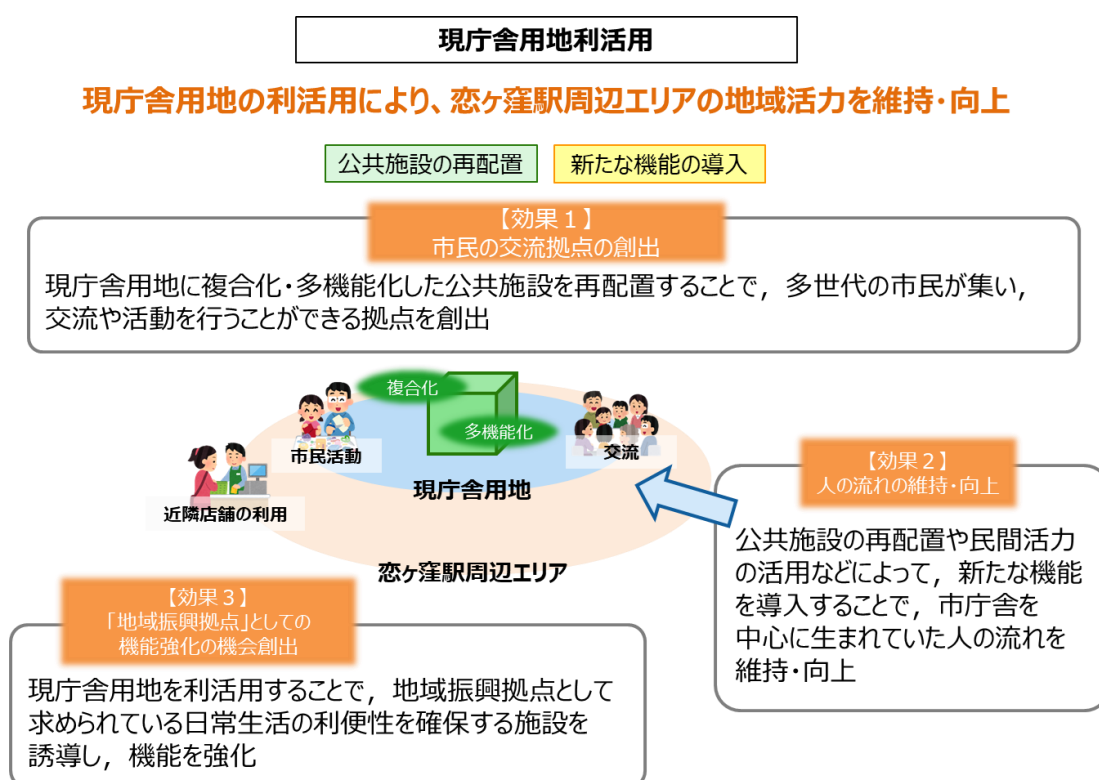 現庁舎用地利活用
現庁舎用地の利活用により、恋ヶ窪駅周辺エリアの地域活力を維持・向上
公共施設の再配置
新たな機能の導入
【効果１】
市民の交流拠点の創出
現庁舎用地に複合化・多機能化した公共施設を再配置することで，多世代の市民が集い，
交流や活動を行うことができる拠点を創出
複合化
多機能化
市民活動
交流
現庁舎用地
近隣店舗の利用
恋ヶ窪駅周辺エリア
【効果２】
人の流れの維持・向上
公共施設の再配置や民間活力
の活用などによって，新たな機能
を導入することで，市庁舎を
中心に生まれていた人の流れを
維持・向上
【効果３】
「地域振興拠点」としての
機能強化の機会創出
現庁舎用地を利活用することで，地域振興拠点として
求められている日常生活の利便性を確保する施設を
誘導し，機能を強化